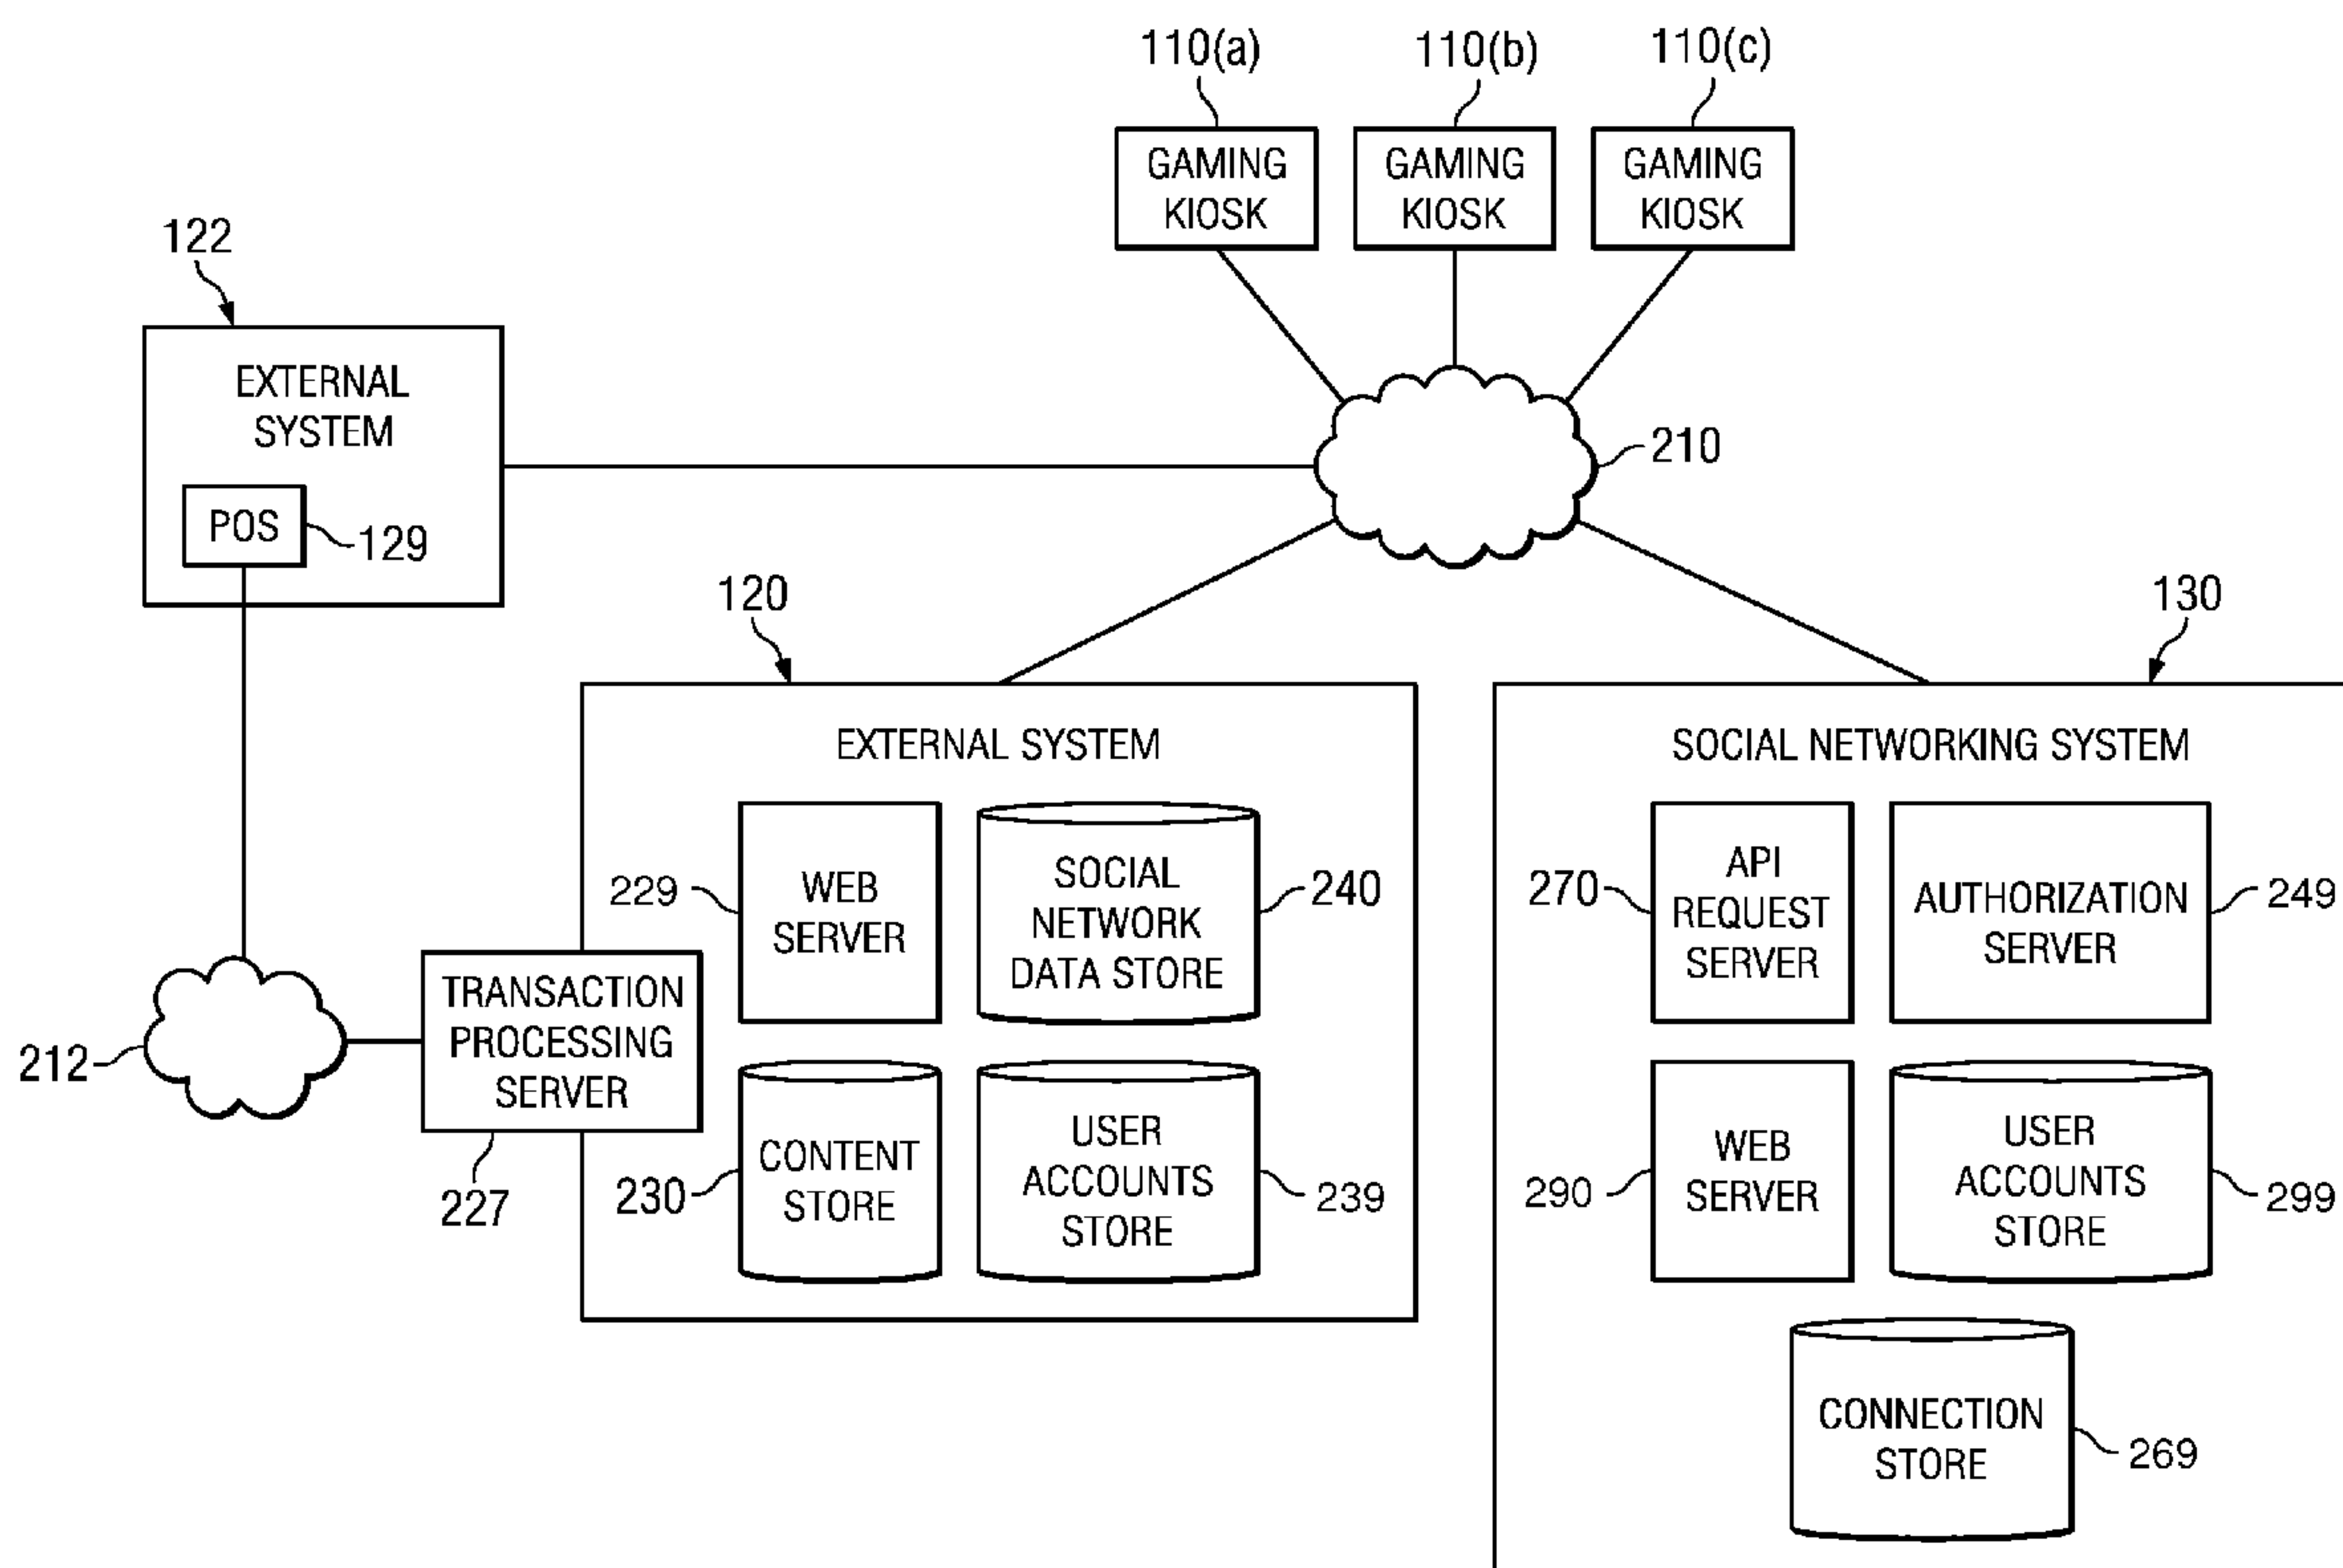 110(a)
110(b)
110(c)
GAMING
KIOSK
GAMING
KIOSK
GAMING
KIOSK
122
EXTERNAL
SYSTEM
POS
129
210
120
130
EXTERNAL SYSTEM
229
WEB
SERVER
SOCIAL
NETWORK
DATA STORE
240
TRANSACTION
PROCESSING
SERVER
212
227
230
CONTENT
STORE
USER
ACCOUNTS
STORE
239
SOCIAL NETWORKING SYSTEM
270
API
REQUEST
SERVER
AUTHORIZATION
SERVER
249
290
WEB
SERVER
USER
ACCOUNTS
STORE
299
CONNECTION
STORE
269